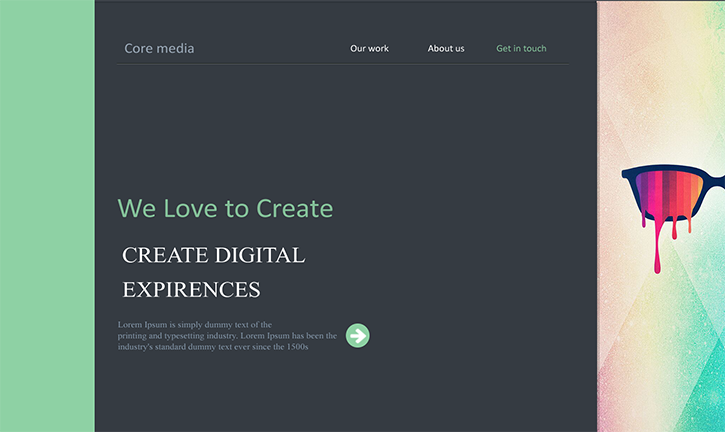 Core media
Our work
About us
Get in touch
We Love to Create
CREATE DIGITAL
EXPIRENCES
Lorem Ipsum is simply dummy text of the
printing and typesetting industry. Lorem Ipsum has been the
industry's standard dummy text ever since the 1500s